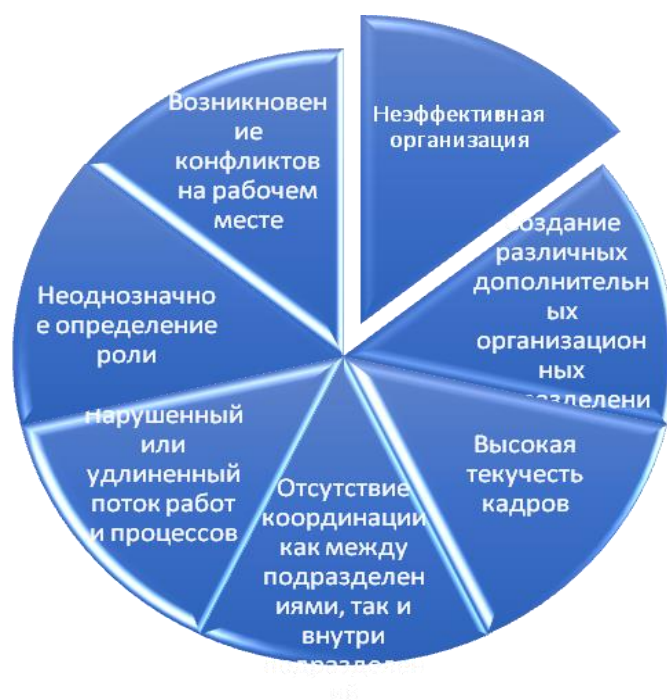 Неэффективная
организация
создание
различных
дополнительн
ых
организацион
ных
Высокая
текучесть
кадров
Отсутствие
координации
как между
подразделен
иями, так и
внутри
Нарушенный
или
удлиненный
поток работ
и процессов
Неоднозначно
е определение
роли
Возникновен
ие
конфликтов
на рабочем
месте